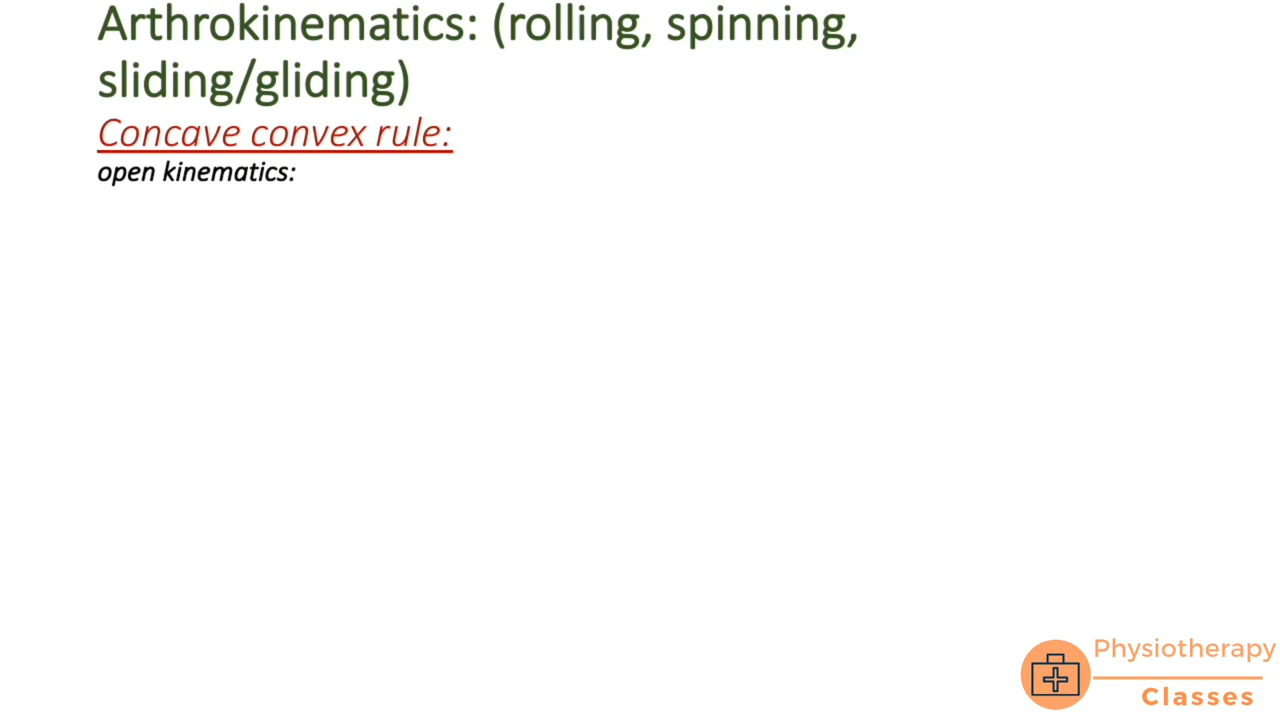 Arthrokinematics: (rolling, spinning,
sliding/gliding)
Concave convex rule:
open kinematics:
Physiotherapy
Classes